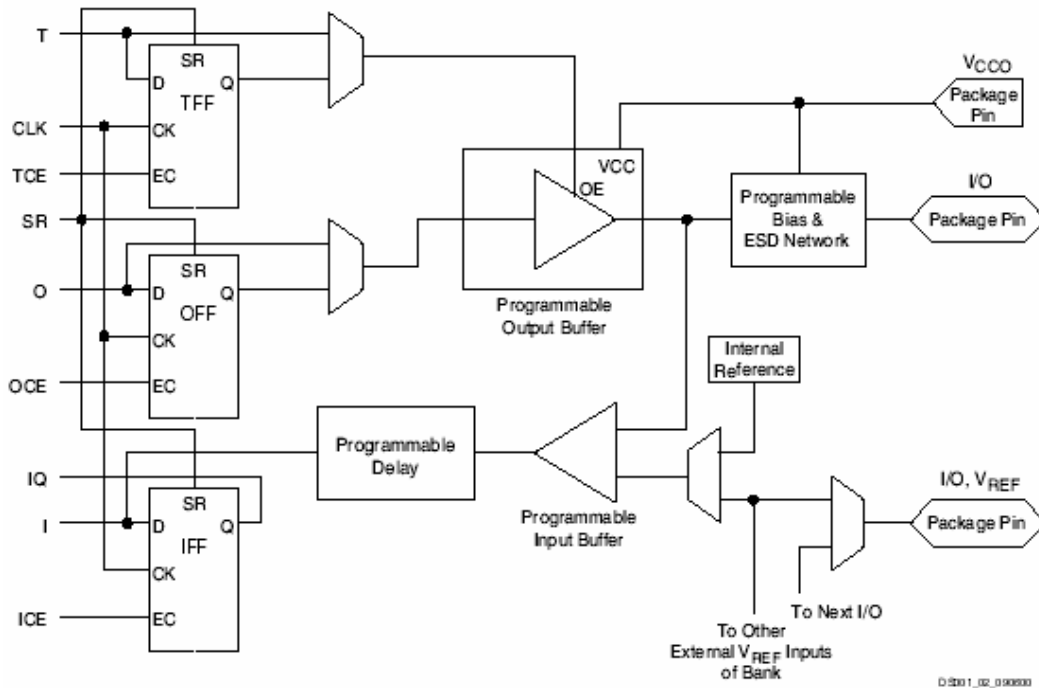 T
SR
D
Q
TFF
VCCO
Package
Pin
CLK
CK
VCC
OE
TCE
EC
Programmable
Bias &
ESD Network
I/O
Package Pin
SR
SR
O
D
Q
OFF
Programmable
Output Buffer
CK
Internal
Reference
OCE
EC
Programmable
Delay
IQ
SR
I/O, VREF
I
D
Q
IFF
Programmable
Input Buffer
Package Pin
CK
ICE
EC
To Next I/O
To Other
External VREF Inputs
of Bank
DS001_02_090600